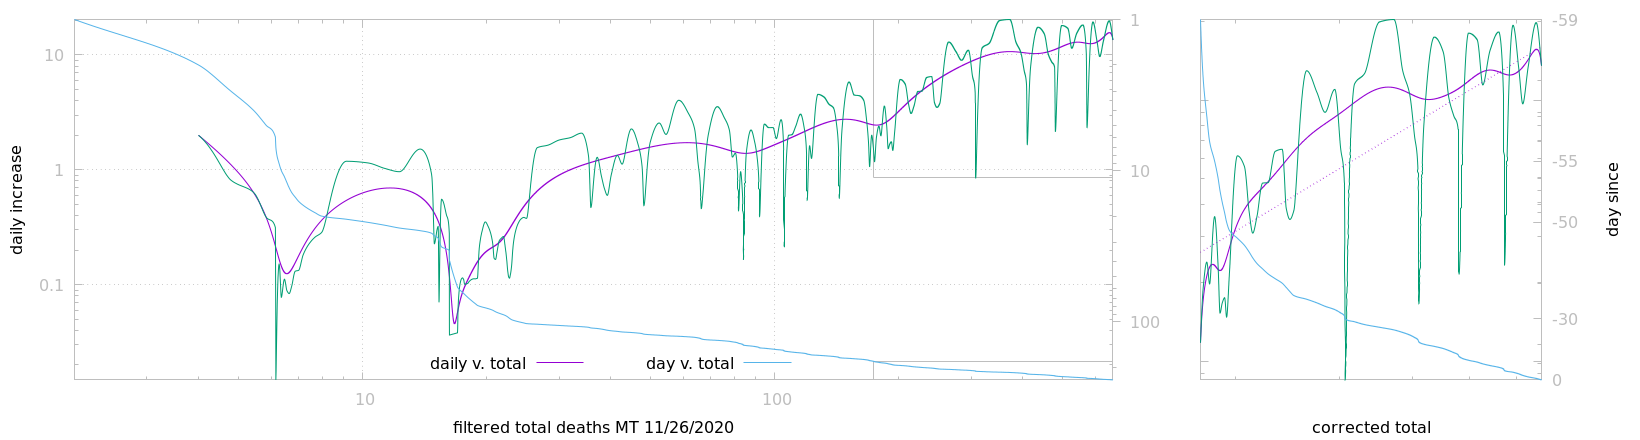 10
1
0.1
daily increase
10
100
filtered total deaths MT 11/26/2020
daily v. total
day v. total
1
10
100
-59
-55
-50
-30
0
day since
corrected total